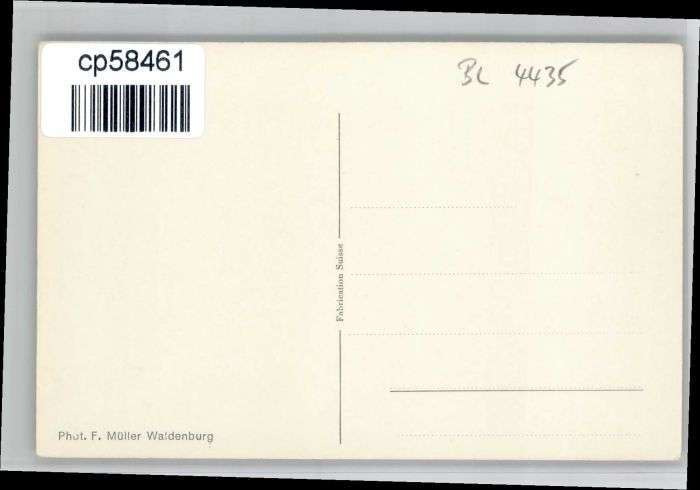 cp58461
BL 4435
Fabrication Suisse
Phot. F. Müller Waldenburg